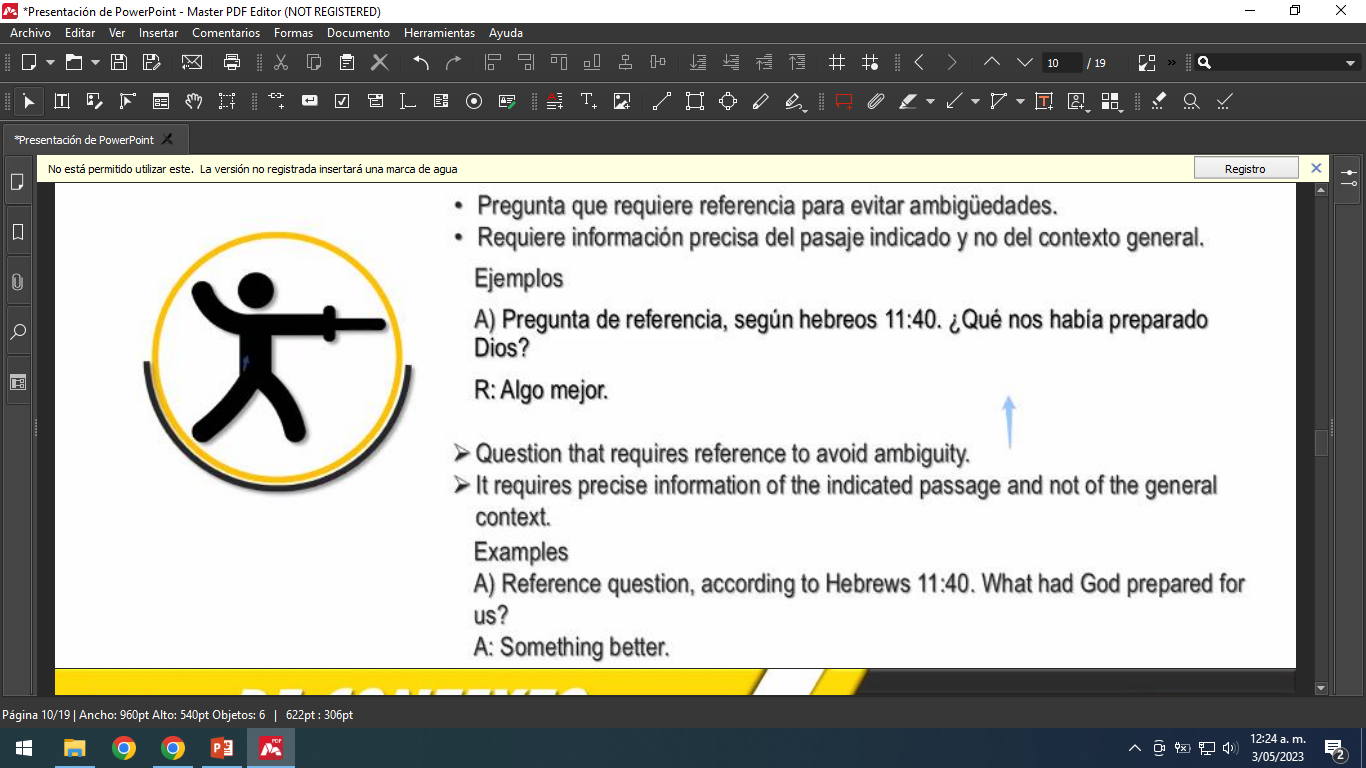 *Presentación de PowerPoint - Master PDF Editor (NOT REGISTERED)
Archivo Editar Ver Insertar Comentarios Formas Documento Herramientas Ayuda
10 / 19
*Presentación de PowerPoint
No está permitido utilizar este. La versión no registrada insertará una marca de agua
Registro
• Pregunta que requiere referencia para evitar ambigüedades.
• Requiere información precisa del pasaje indicado y no del contexto general.
Ejemplos
A) Pregunta de referencia, según hebreos 11:40. ¿Qué nos había preparado
Dios?
R: Algo mejor.
➢ Question that requires reference to avoid ambiguity.
➢ It requires precise information of the indicated passage and not of the general
context.
Examples
A) Reference question, according to Hebrews 11:40. What had God prepared for
us?
A: Something better.
DE CONTEXTO
Página 10/19 | Ancho: 960pt Alto: 540pt Objetos: 6 | 622pt : 306pt
12:24 a. m.
3/05/2023
2